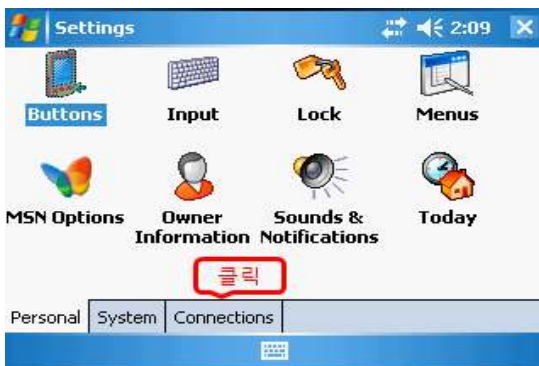 Settings 2:09
Buttons Input Lock Menus
MSN Options Owner Information Sounds & Notifications Today
클릭
Personal System Connections